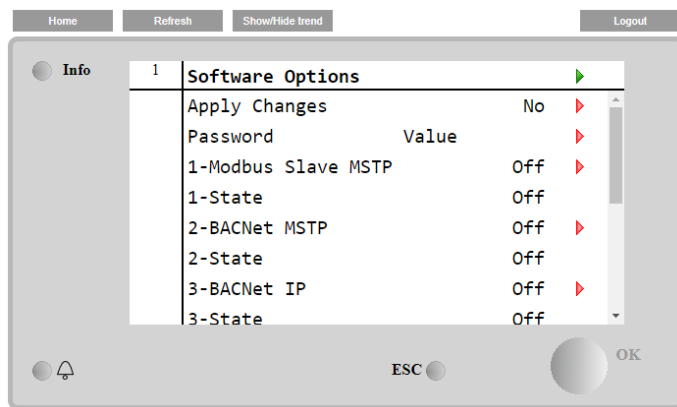 Home Refresh Show/Hide trend Logout
Info
1 Software Options
Apply Changes No
Password Value
1-Modbus Slave MSTP Off
1-State Off
2-BACNet MSTP Off
2-State Off
3-BACNet IP Off
3-State Off
ESC OK